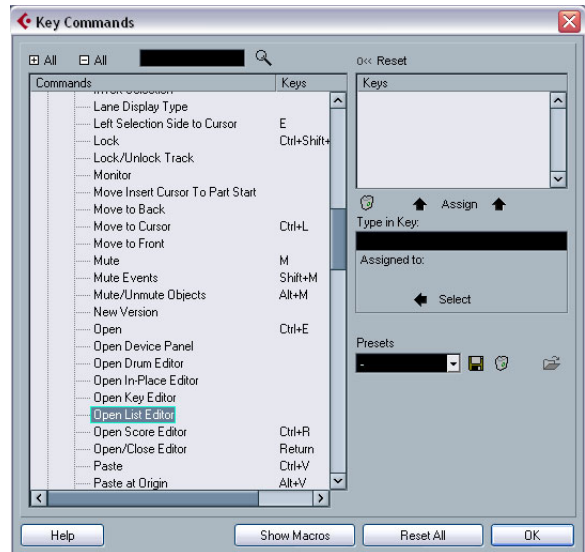 Key Commands
All All
Commands Keys
Lane Display Type
Left Selection Side to Cursor E
Lock Ctrl+Shift+
Lock/Unlock Track
Monitor
Move Insert Cursor To Part Start
Move to Back
Move to Cursor Ctrl+L
Move to Front
Mute M
Mute Events Shift+M
Mute/Unmute Objects Alt+M
New Version
Open Ctrl+E
Open Device Panel
Open Drum Editor
Open In-Place Editor
Open Key Editor
Open List Editor
Open Score Editor Ctrl+R
Open/Close Editor Return
Paste Ctrl+V
Paste at Origin Alt+V
Reset
Keys
Assign
Type in Key:
Assigned to:
Select
Presets
-
Help Show Macros Reset All OK